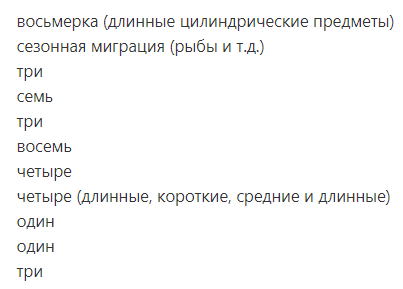 восьмерка (длинные цилиндрические предметы)
сезонная миграция (рыбы и т.д.)
три
семь
три
восемь
четыре
четыре (длинные, короткие, средние и длинные)
один
один
три